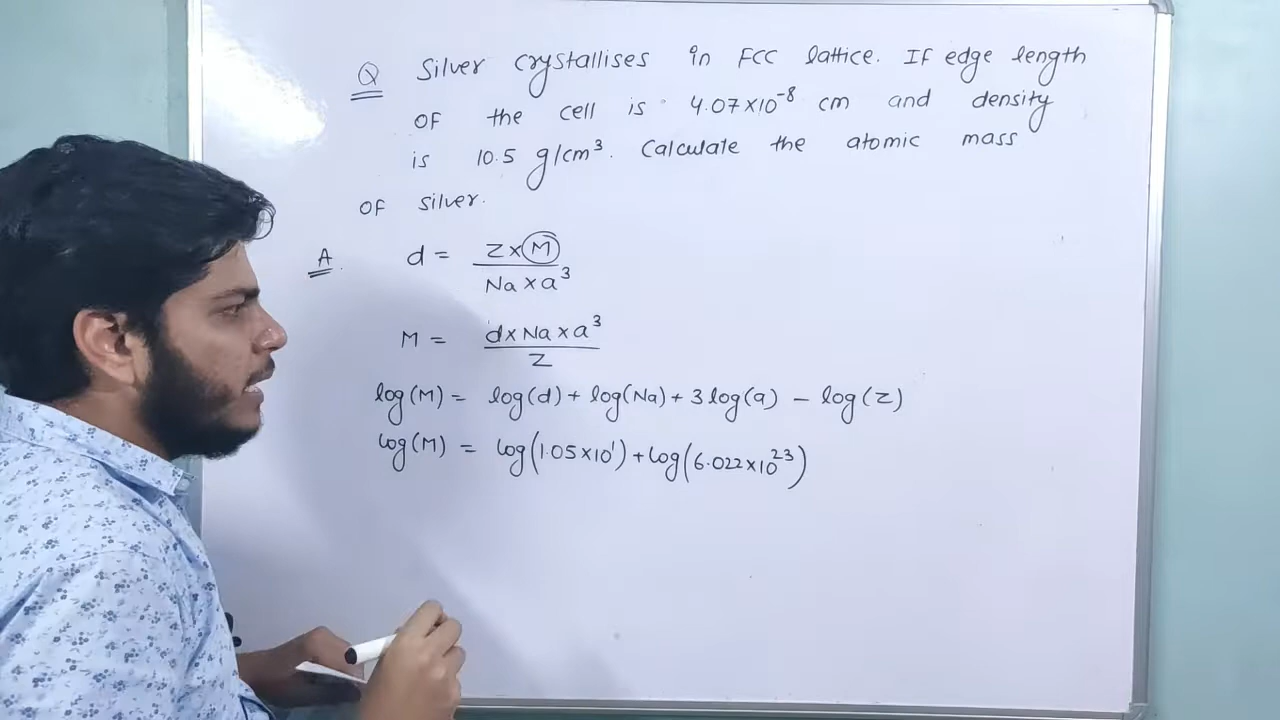 Q Silver crystallises in FCC lattice. If edge length
OF the cell is 4.07×10⁻⁸ cm and density
is 10.5 g/cm³. Calculate the atomic mass
OF silver.
A. d = Z×M / Na×a³
M = d×Na×a³ / Z
log(M) = log(d) + log(Na) + 3 log(a) − log(Z)
log(M) = log(1.05×10¹) + log(6.022×10²³)